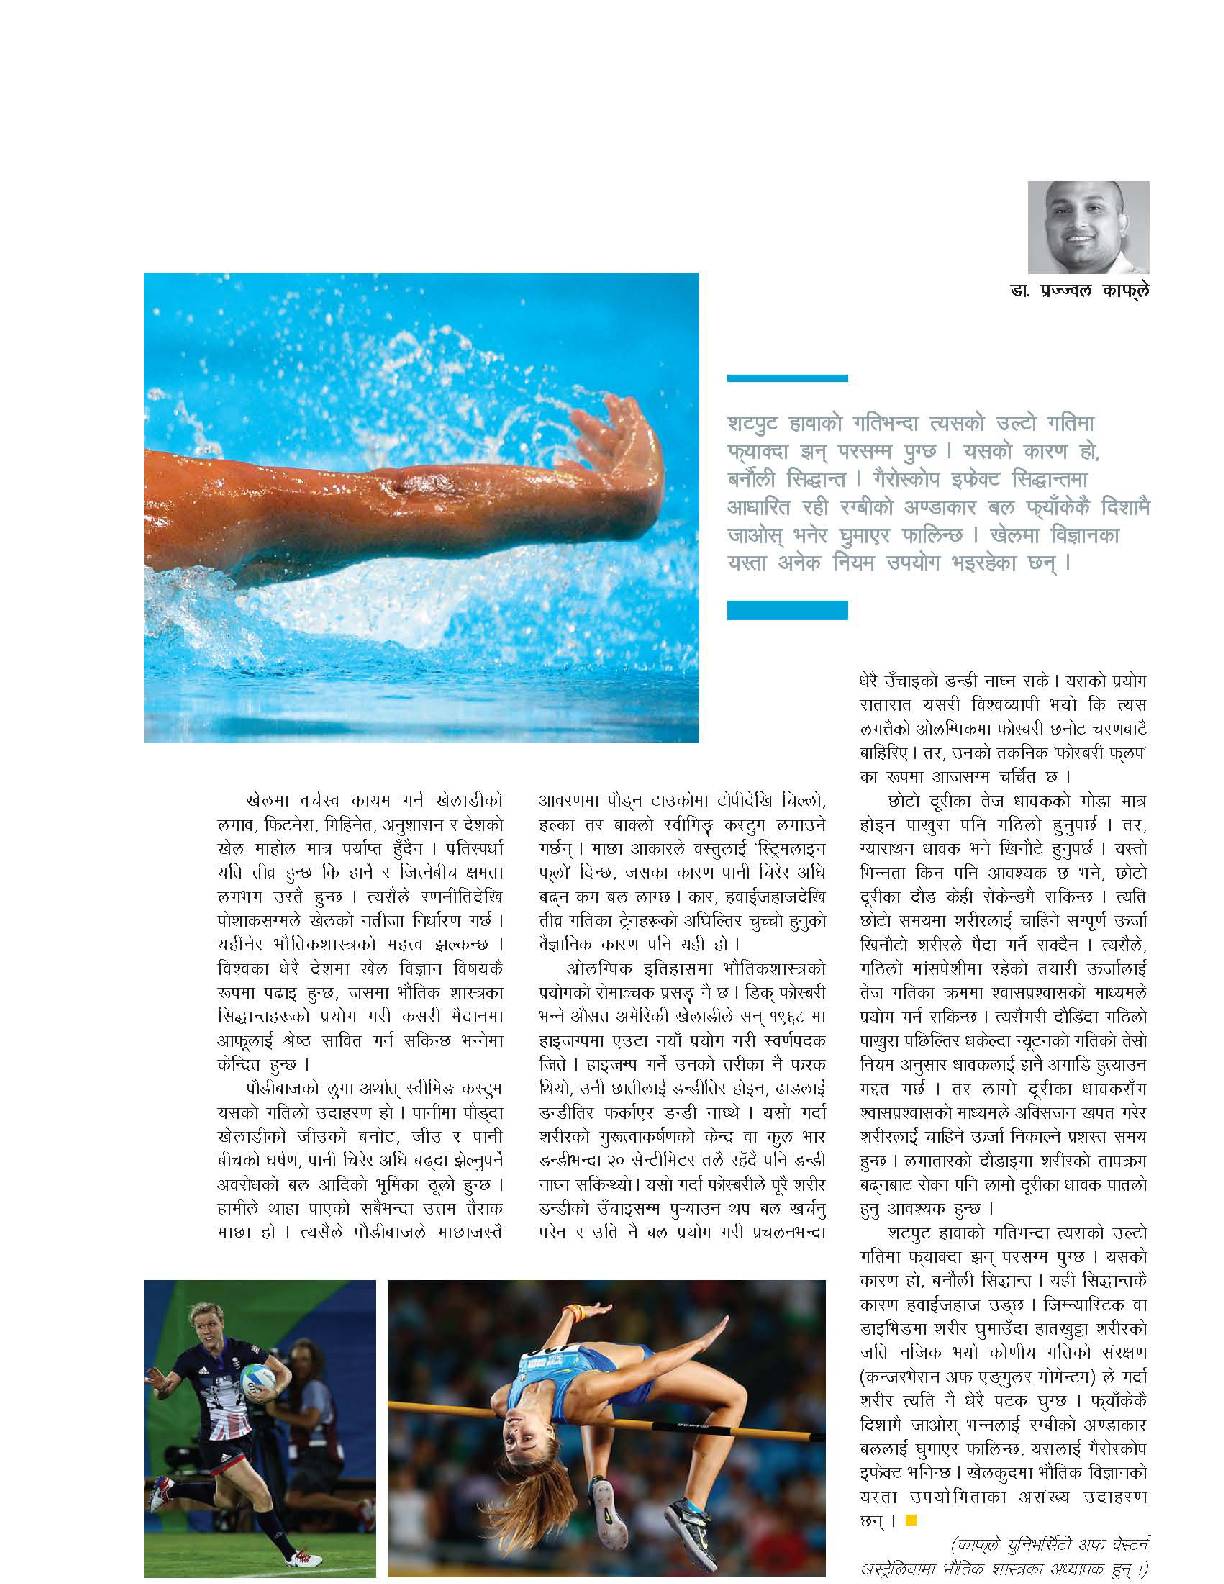 डा. प्रज्ज्वल काफ्ले
शटपुट हावाको गतिभन्दा त्यसको उल्टो गतिमा
फ्याक्दा झन् परसम्म पुग्छ । यसको कारण हो,
बर्नौली सिद्धान्त । गैरोस्कोप इफेक्ट सिद्धान्तमा
आधारित रही रग्बीको अण्डाकार बल फ्याँकेकै दिशामै
जाओस् भनेर घुमाएर फालिन्छ । खेलमा विज्ञानका
यस्ता अनेक नियम उपयोग भइरहेका छन् ।
खेलमा वर्चस्व कायम गर्न खेलाडीको
लगाव, फिटनेस, मिहिनेत, अनुशासन र देशको
खेल माहोल मात्र पर्याप्त हुँदैन । प्रतिस्पर्धा
यति तीव्र हुन्छ कि हार्ने र जित्नेबीच क्षमता
लगभग उस्तै हुन्छ । त्यसैले रणनीतिदेखि
पोशाकसम्मले खेलको नतीजा निर्धारण गर्छ ।
यहीँनेर भौतिकशास्त्रको महत्व झल्कन्छ ।
विश्वका धेरै देशमा खेल विज्ञान विषयकै
रूपमा पढाइ हुन्छ, जसमा भौतिक शास्त्रका
सिद्धान्तहरूको प्रयोग गरी कसरी मैदानमा
आफूलाई श्रेष्ठ सावित गर्न सकिन्छ भन्नेमा
केन्दित हुन्छ ।
पौडीबाजको लुगा अर्थात् स्वीमिङ कस्टुम
यसको गतिलो उदाहरण हो । पानीमा पौड्दा
खेलाडीको जीउको बनोट, जीउ र पानी
बीचको घर्षण, पानी चिरेर अघि बढ्दा झेल्नुपर्ने
अवरोधको बल आदिको भूमिका ठूलो हुन्छ ।
हामीले थाहा पाएको सबैभन्दा उत्तम तैराक
माछा हो । त्यसैले पौडीबाजले माछाजस्तै
आवरणमा पौड्न टाउकोमा टोपीदेखि चिल्लो,
हल्का तर बाक्लो स्वीमिङ्ग कस्टुम लगाउने
गर्छन् । माछा आकारले वस्तुलाई 'स्ट्रिमलाइन
फ्लो' दिन्छ, जसका कारण पानी चिरेर अघि
बढ्न कम बल लाग्छ । कार, हवाईजहाजदेखि
तीव्र गतिका ट्रेनहरूको अघिल्तिर चुच्चो हुनुको
वैज्ञानिक कारण पनि यही हो ।
ओलम्पिक इतिहासमा भौतिकशास्त्रको
प्रयोगको रोमाञ्चक प्रसङ्ग नै छ । डिक् फोस्बरी
भन्ने औसत अमेरिकी खेलाडीले सन् १९६८ मा
हाइजम्पमा एउटा नयाँ प्रयोग गरी स्वर्णपदक
जिते । हाइजम्प गर्ने उनको तरीका नै फरक
थियो, उनी छातीलाई डन्डीतिर होइन, ढाडलाई
डन्डीतिर फर्काएर डन्डी नाघ्थे । यसो गर्दा
शरीरको गुरुत्वाकर्षणको केन्द वा कुल भार
डन्डीभन्दा २० सेन्टीमिटर तलै रहँदै पनि डन्डी
नाघ्न सकिन्थ्यो । यसो गर्दा फोस्बरीले पूरै शरीर
डन्डीको उँचाइसम्म पुऱ्याउन थप बल खर्चनु
परेन र उति नै बल प्रयोग गरी प्रचलनभन्दा
धेरै उँचाइको डन्डी नाघ्न सके । यसको प्रयोग
रातारात यसरी विश्वव्यापी भयो कि त्यस
लगत्तैको ओलम्पिकमा फोस्बरी छनोट चरणबाटै
बाहिरिए । तर, उनको तकनिक 'फोस्बरी फ्लप'
का रूपमा आजसम्म चर्चित छ ।
छोटो दूरीका तेज धावकको गोडा मात्र
होइन पाखुरा पनि गठिलो हुनुपर्छ । तर,
म्याराथन धावक भने खिनौटे हुनुपर्छ । यस्तो
भिन्नता किन पनि आवश्यक छ भने, छोटो
दूरीका दौड केही सेकेन्डमै सकिन्छ । त्यति
छोटो समयमा शरीरलाई चाहिने सम्पूर्ण ऊर्जा
खिनौटो शरीरले पैदा गर्नै सक्दैन । त्यसैले,
गठिलो मांसपेशीमा रहेको तयारी ऊर्जालाई
तेज गतिका क्रममा श्वासप्रश्वासको माध्यमले
प्रयोग गर्न सकिन्छ । त्यसैगरी दौडिंदा गठिलो
पाखुरा पछिल्तिर धकेल्दा न्यूटनको गतिको तेस्रो
नियम अनुसार धावकलाई झनै अगाडि हुत्याउन
मद्दत गर्छ । तर लामो दूरीका धावकसँग
श्वासप्रश्वासको माध्यमले अक्सिजन खपत गरेर
शरीरलाई चाहिने ऊर्जा निकाल्ने प्रशस्त समय
हुन्छ । लगातारको दौडाइमा शरीरको तापक्रम
बढ्नबाट रोक्न पनि लामो दूरीका धावक पातलो
हुनु आवश्यक हुन्छ ।
शटपुट हावाको गतिभन्दा त्यसको उल्टो
गतिमा फ्याक्दा झन् परसम्म पुग्छ । यसको
कारण हो, बर्नौली सिद्धान्त । यही सिद्धान्तकै
कारण हवाईजहाज उड्छ । जिम्न्यास्टिक वा
डाइभिडमा शरीर घुमाउँदा हातखुट्टा शरीरको
जति नजिक भयो कोणीय गतिको संरक्षण
(कन्जरभेशन अफ एङ्गुलर मोमेन्टम) ले गर्दा
शरीर त्यति नै धेरै पटक घुम्छ । फ्याँकेकै
दिशामै जाओस् भन्नलाई रग्बीको अण्डाकार
बललाई घुमाएर फालिन्छ, यसलाई गैरोस्कोप
इफेक्ट भनिन्छ । खेलकुदमा भौतिक विज्ञानको
यस्ता उपयोगिताका असंख्य उदाहरण
छन् ।
(काफ्ले युनिभर्सिटी अफ वेस्टर्न
अस्ट्रेलियामा भौतिक शास्त्रका अध्यापक हुन् ।)